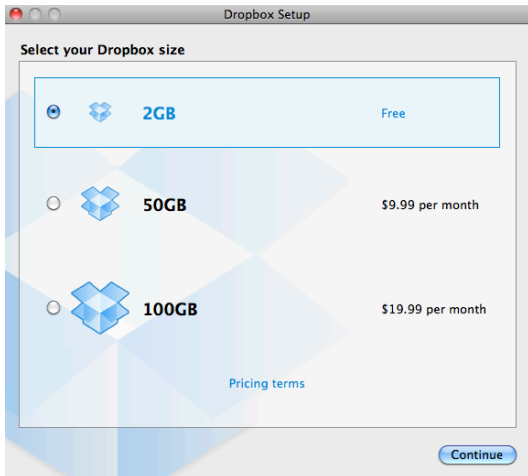 Dropbox Setup
Select your Dropbox size
2GB Free
50GB $9.99 per month
100GB $19.99 per month
Pricing terms
Continue